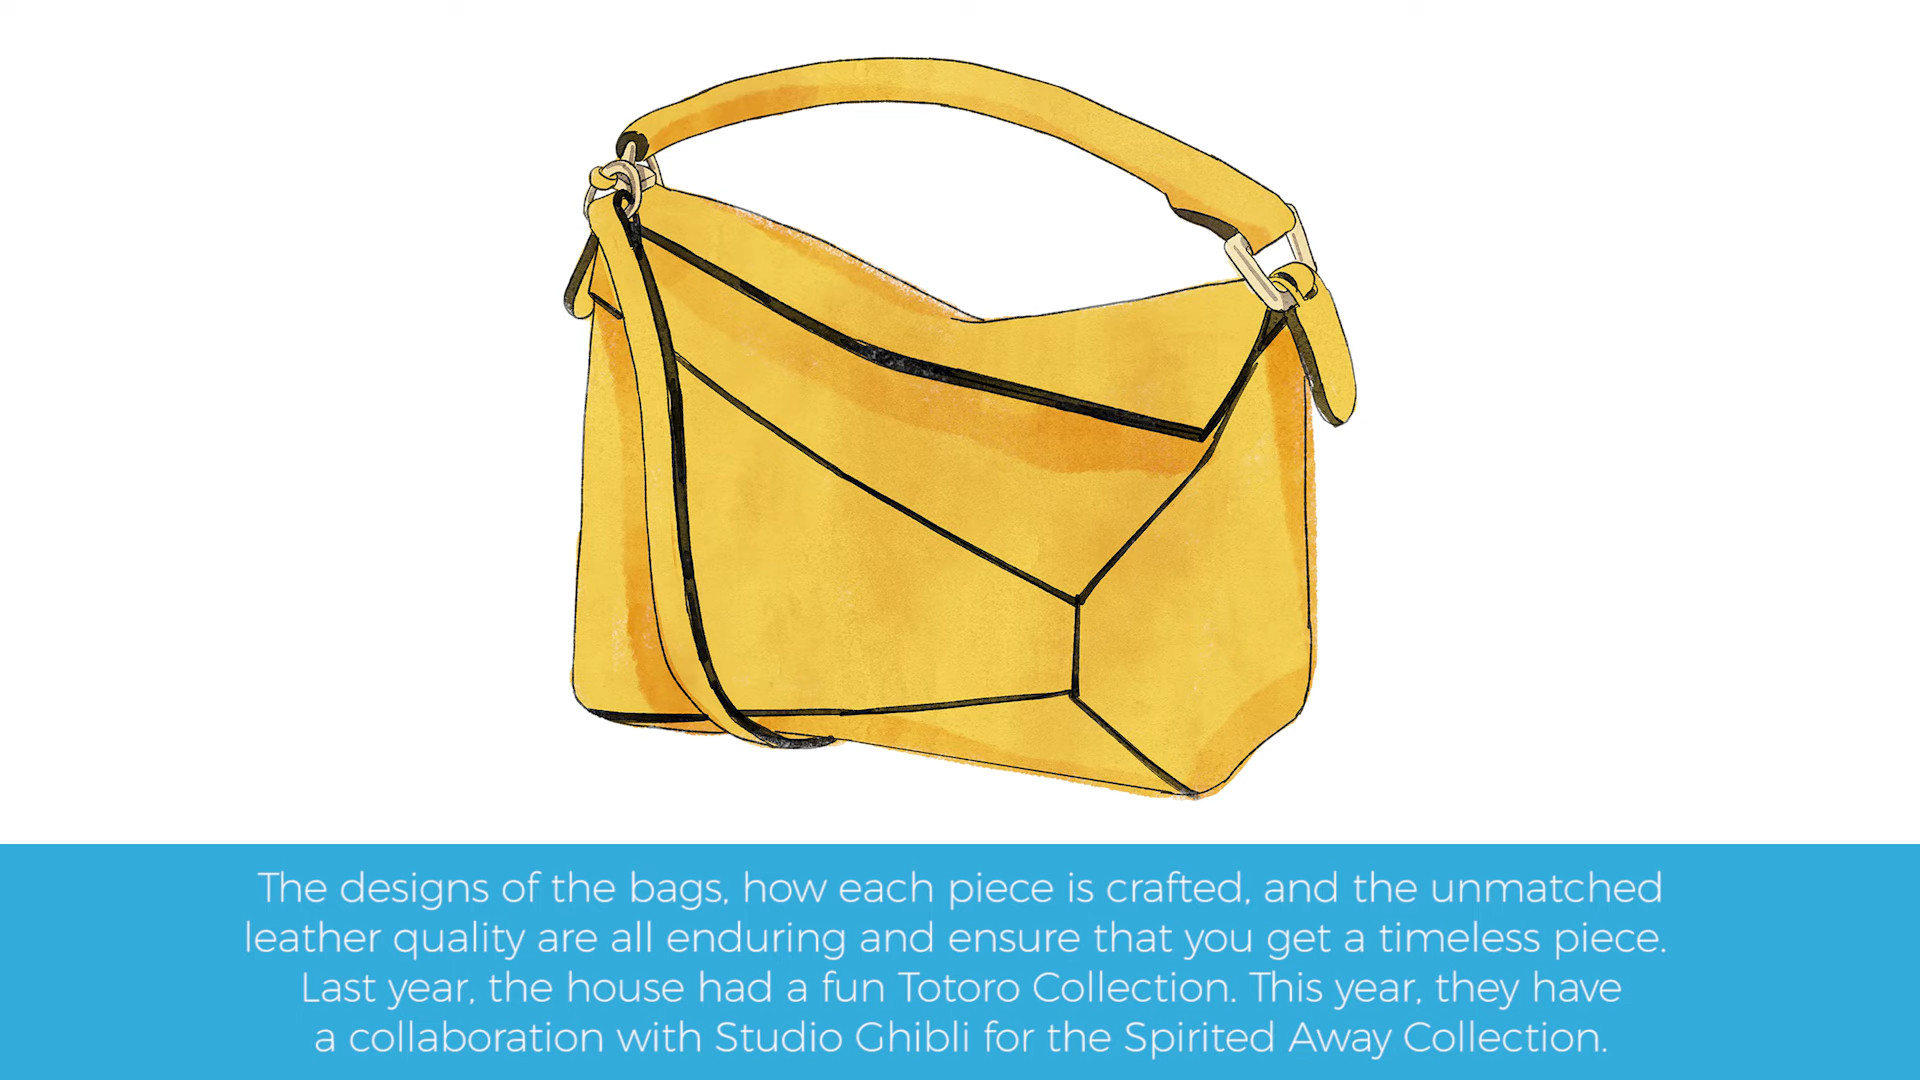 The designs of the bags, how each piece is crafted, and the unmatched
leather quality are all enduring and ensure that you get a timeless piece.
Last year, the house had a fun Totoro Collection. This year, they have
a collaboration with Studio Ghibli for the Spirited Away Collection.